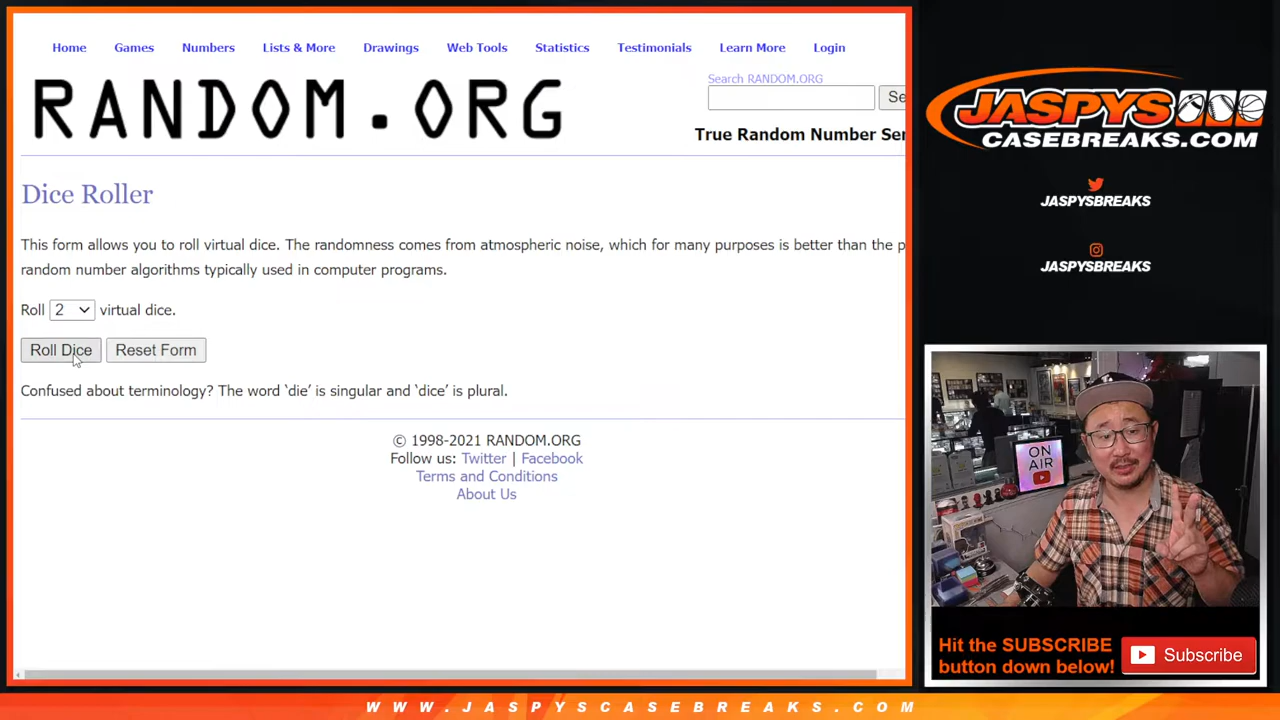 Home Games Numbers Lists & More Drawings Web Tools Statistics Testimonials Learn More Login
RANDOM.ORG
Search RANDOM.ORG
Se
True Random Number Ser
Dice Roller
This form allows you to roll virtual dice. The randomness comes from atmospheric noise, which for many purposes is better than the p
random number algorithms typically used in computer programs.
Roll 2 virtual dice.
Roll Dice Reset Form
Confused about terminology? The word ‘die’ is singular and ‘dice’ is plural.
© 1998-2021 RANDOM.ORG
Follow us: Twitter | Facebook
Terms and Conditions
About Us
JASPYS
CASEBREAKS.COM
JASPYSBREAKS
JASPYSBREAKS
ON
AIR
Hit the SUBSCRIBE
button down below!
Subscribe
WWW.JASPYSCASEBREAKS.COM